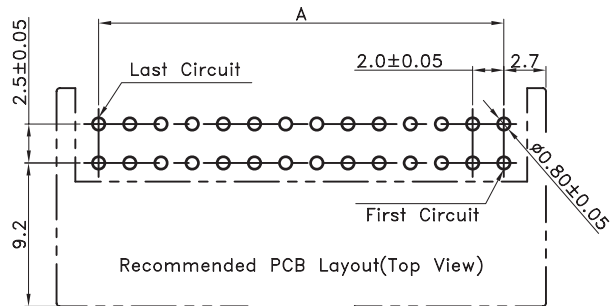 A
2.5±0.05
Last Circuit
2.0±0.05
2.7
ø0.80±0.05
First Circuit
9.2
Recommended PCB Layout(Top View)